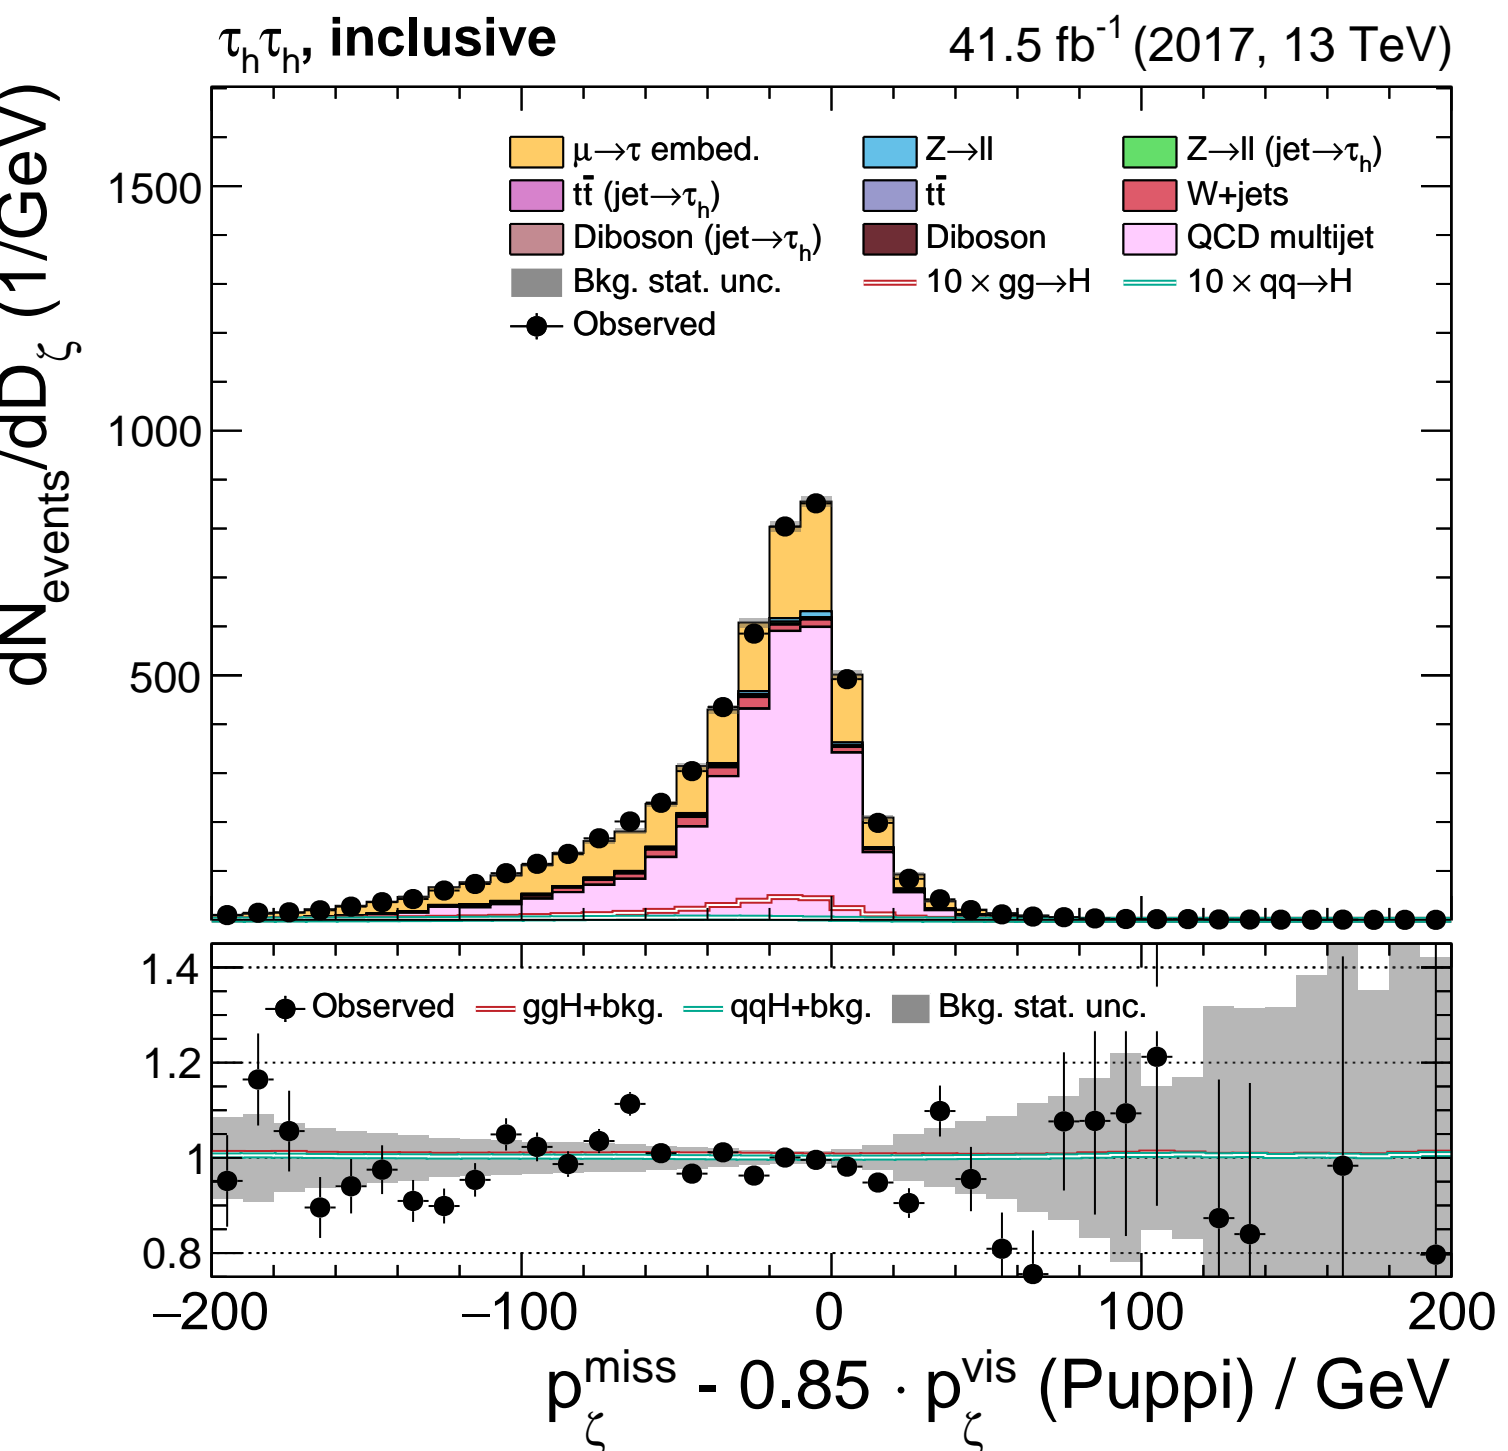 τhτh, inclusive 41.5 fb-1 (2017, 13 TeV)
dNevents/dDζ (1/GeV)
1500
1000
500
μ→τ embed. Z→ll Z→ll (jet→τh)
tt̄ (jet→τh) tt̄ W+jets
Diboson (jet→τh) Diboson QCD multijet
Bkg. stat. unc. 10 × gg→H 10 × qq→H
Observed
1.4
1.2
1
0.8
Observed ggH+bkg. qqH+bkg. Bkg. stat. unc.
−200 −100 0 100 200
pζmiss - 0.85 · pζvis (Puppi) / GeV